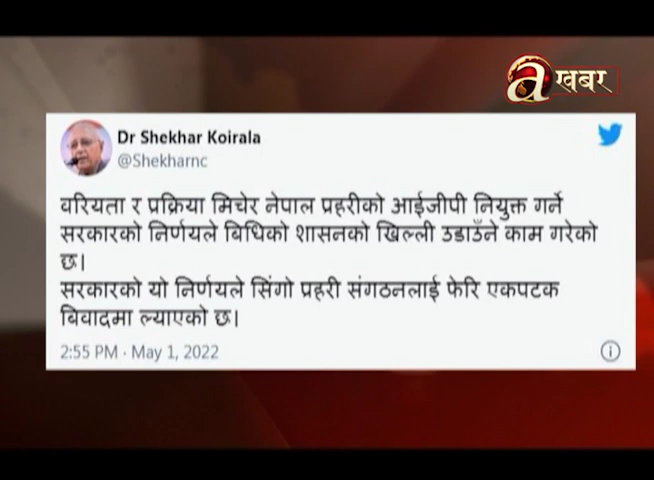 a खबर
Dr Shekhar Koirala
@Shekharnc
वरियता र प्रक्रिया मिचेर नेपाल प्रहरीको आईजीपी नियुक्त गर्ने
सरकारको निर्णयले बिधिको शासनको खिल्ली उडाउँने काम गरेको
छ।
सरकारको यो निर्णयले सिंगो प्रहरी संगठनलाई फेरि एकपटक
बिवादमा ल्याएको छ।
2:55 PM · May 1, 2022